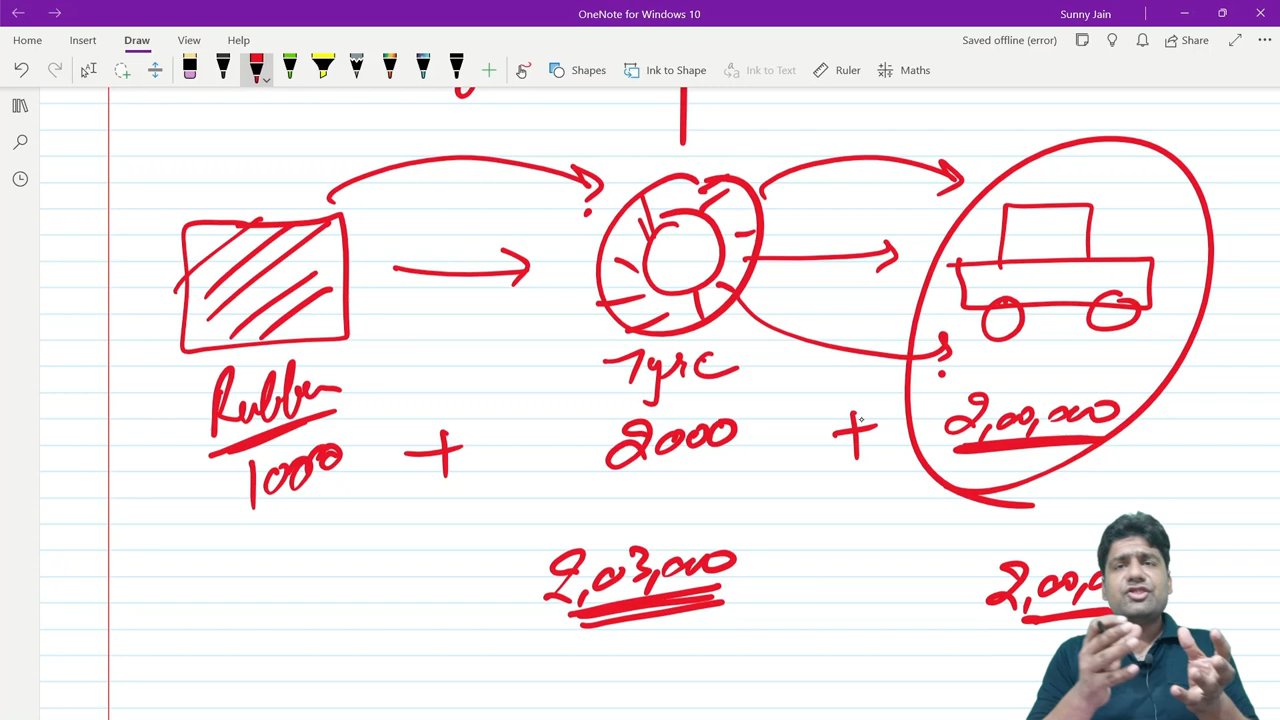 OneNote for Windows 10
Sunny Jain
Home Insert Draw View Help
Saved offline (error) Share
Shapes Ink to Shape Ink to Text Ruler Maths
?
?
Rubber
Tyre
1000 + 2000 + 2,00,000
2,03,000